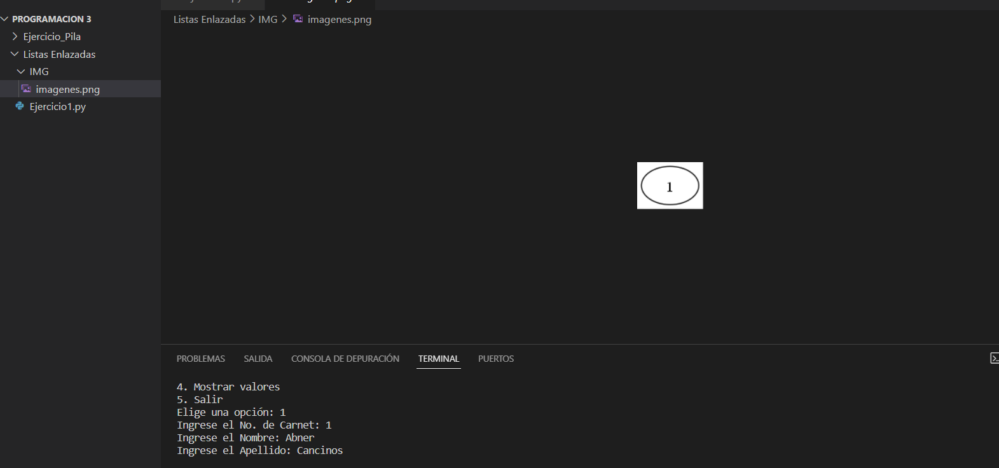 PROGRAMACION 3
Ejercicio_Pila
Listas Enlazadas
IMG
imagenes.png
Ejercicio1.py
Listas Enlazadas > IMG > imagenes.png
1
PROBLEMAS SALIDA CONSOLA DE DEPURACIÓN TERMINAL PUERTOS
4. Mostrar valores
5. Salir
Elige una opción: 1
Ingrese el No. de Carnet: 1
Ingrese el Nombre: Abner
Ingrese el Apellido: Cancinos